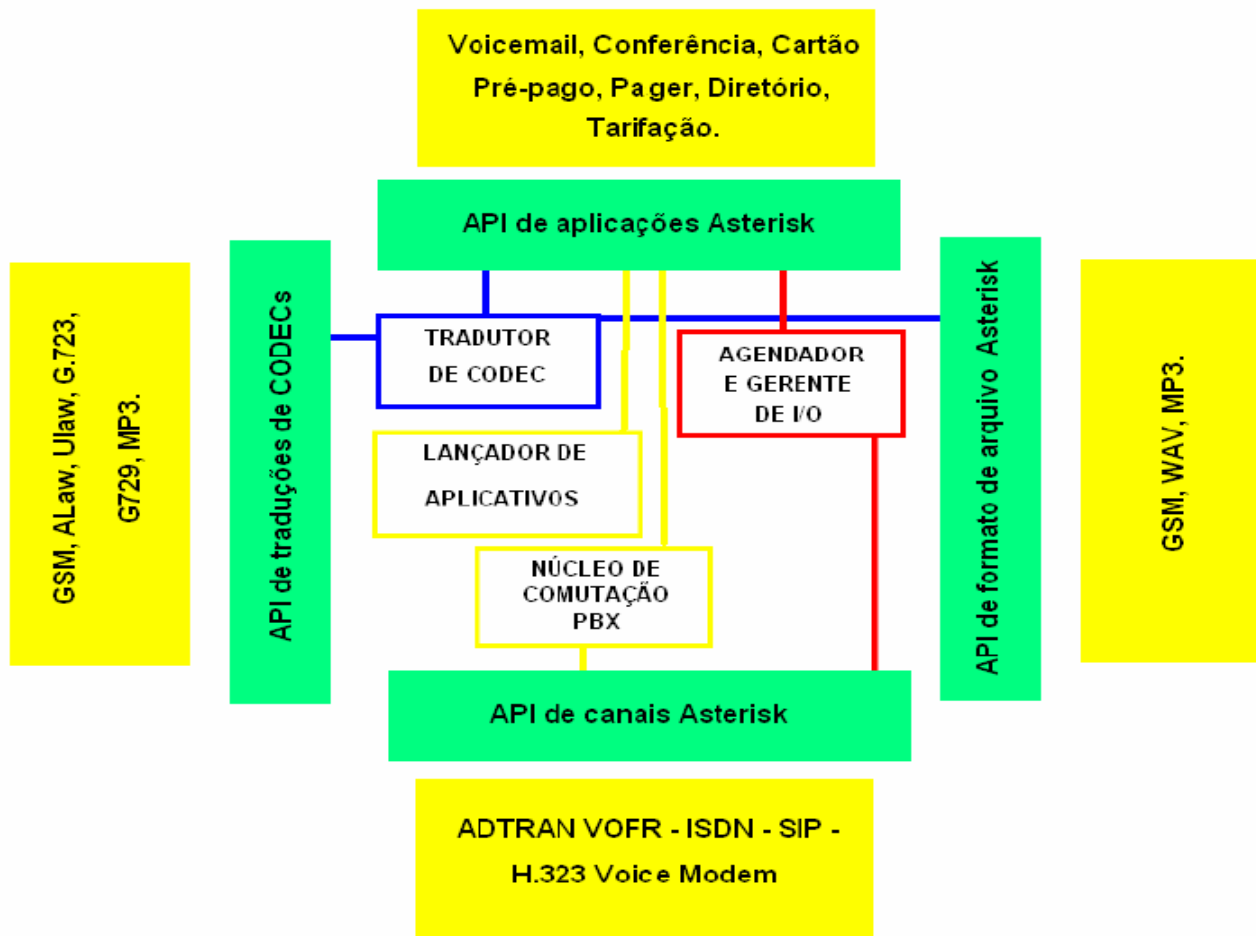 Voicemail, Conferência, Cartão
Pré-pago, Pager, Diretório,
Tarifação.
API de aplicações Asterisk
GSM, ALaw, Ulaw, G.723,
G729, MP3.
API de traduções de CODECs
TRADUTOR
DE CODEC
AGENDADOR
E GERENTE
DE I/O
LANÇADOR DE
APLICATIVOS
NÚCLEO DE
COMUTAÇÃO
PBX
API de formato de arquivo Asterisk
GSM, WAV, MP3.
API de canais Asterisk
ADTRAN VOFR - ISDN - SIP -
H.323 Voice Modem